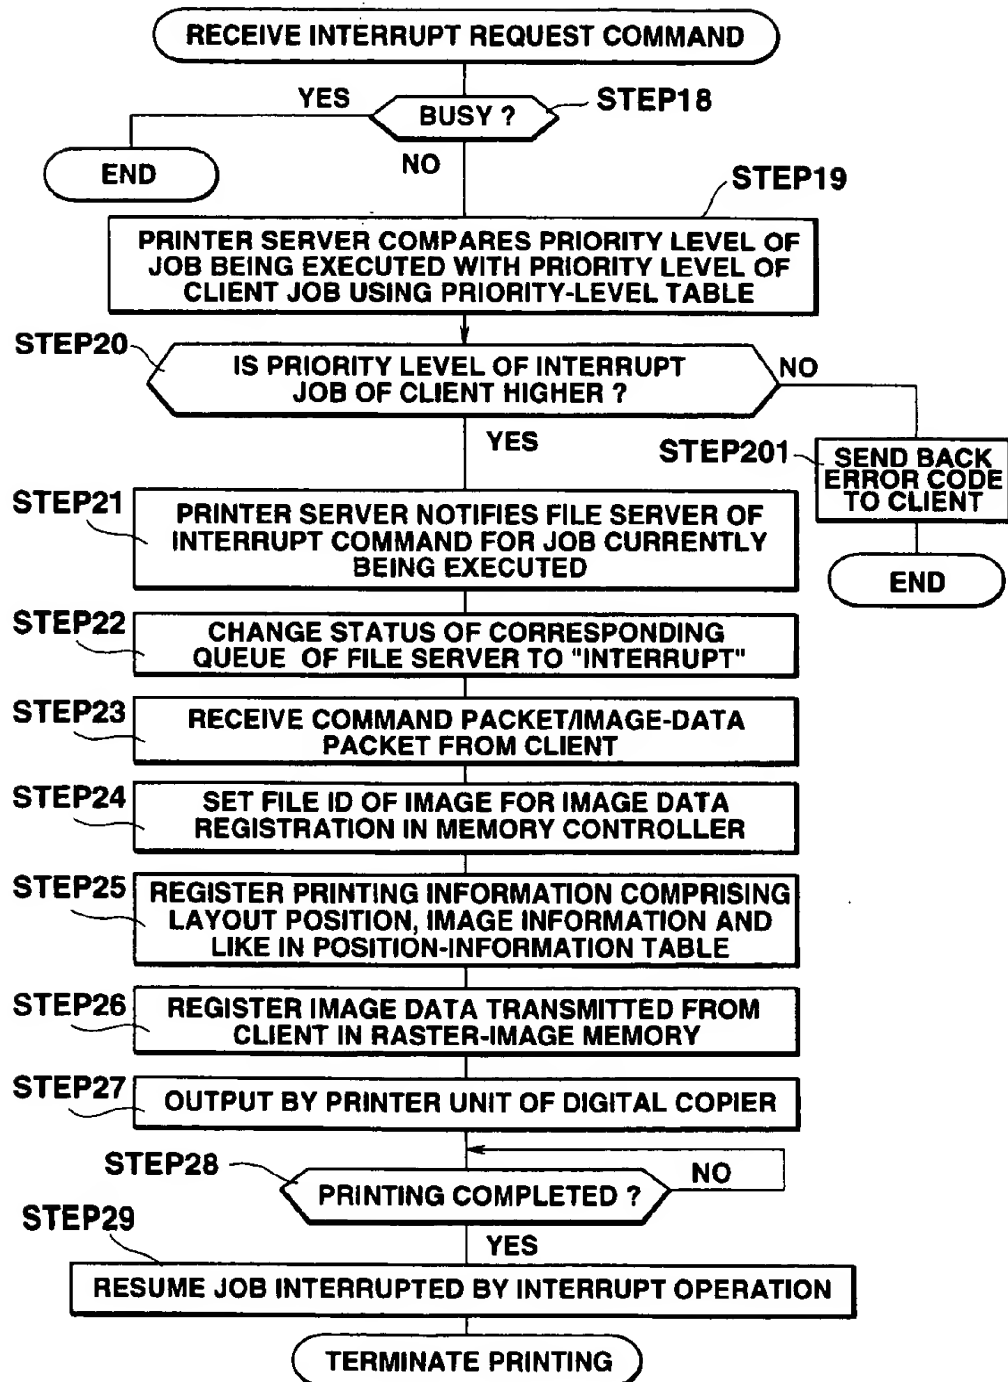 RECEIVE INTERRUPT REQUEST COMMAND
YES
BUSY ?
STEP18
END
NO
STEP19
PRINTER SERVER COMPARES PRIORITY LEVEL OF
JOB BEING EXECUTED WITH PRIORITY LEVEL OF
CLIENT JOB USING PRIORITY-LEVEL TABLE
STEP20
IS PRIORITY LEVEL OF INTERRUPT
JOB OF CLIENT HIGHER ?
NO
YES
STEP201
SEND BACK
ERROR CODE
TO CLIENT
END
STEP21
PRINTER SERVER NOTIFIES FILE SERVER OF
INTERRUPT COMMAND FOR JOB CURRENTLY
BEING EXECUTED
STEP22
CHANGE STATUS OF CORRESPONDING
QUEUE OF FILE SERVER TO "INTERRUPT"
STEP23
RECEIVE COMMAND PACKET/IMAGE-DATA
PACKET FROM CLIENT
STEP24
SET FILE ID OF IMAGE FOR IMAGE DATA
REGISTRATION IN MEMORY CONTROLLER
STEP25
REGISTER PRINTING INFORMATION COMPRISING
LAYOUT POSITION, IMAGE INFORMATION AND
LIKE IN POSITION-INFORMATION TABLE
STEP26
REGISTER IMAGE DATA TRANSMITTED FROM
CLIENT IN RASTER-IMAGE MEMORY
STEP27
OUTPUT BY PRINTER UNIT OF DIGITAL COPIER
STEP28
PRINTING COMPLETED ?
NO
YES
STEP29
RESUME JOB INTERRUPTED BY INTERRUPT OPERATION
TERMINATE PRINTING